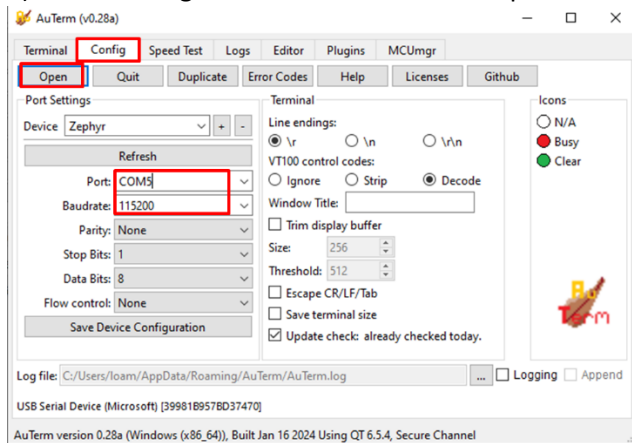 AuTerm (v0.28a)
Terminal Config Speed Test Logs Editor Plugins MCUmgr
Open Quit Duplicate Error Codes Help Licenses Github
Port Settings
Device Zephyr + -
Refresh
Port: COM5
Baudrate: 115200
Parity: None
Stop Bits: 1
Data Bits: 8
Flow control: None
Save Device Configuration
Terminal
Line endings:
\r \n \r\n
VT100 control codes:
Ignore Strip Decode
Window Title:
Trim display buffer
Size: 256
Threshold: 512
Escape CR/LF/Tab
Save terminal size
Update check: already checked today.
Icons
N/A
Busy
Clear
Au
Term
Log file: C:/Users/loam/AppData/Roaming/AuTerm/AuTerm.log ... Logging Append
USB Serial Device (Microsoft) [39981B957BD37470]
AuTerm version 0.28a (Windows (x86_64)), Built Jan 16 2024 Using QT 6.5.4, Secure Channel